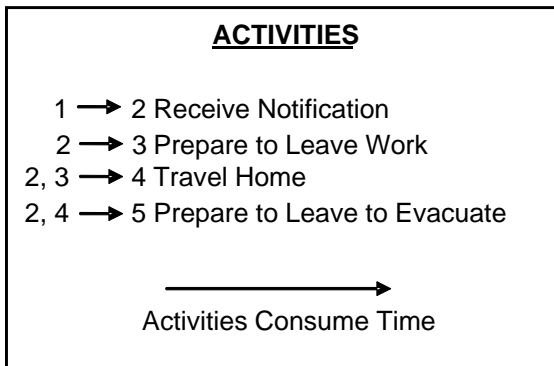 ACTIVITIES
1 → 2 Receive Notification
2 → 3 Prepare to Leave Work
2, 3 → 4 Travel Home
2, 4 → 5 Prepare to Leave to Evacuate
Activities Consume Time